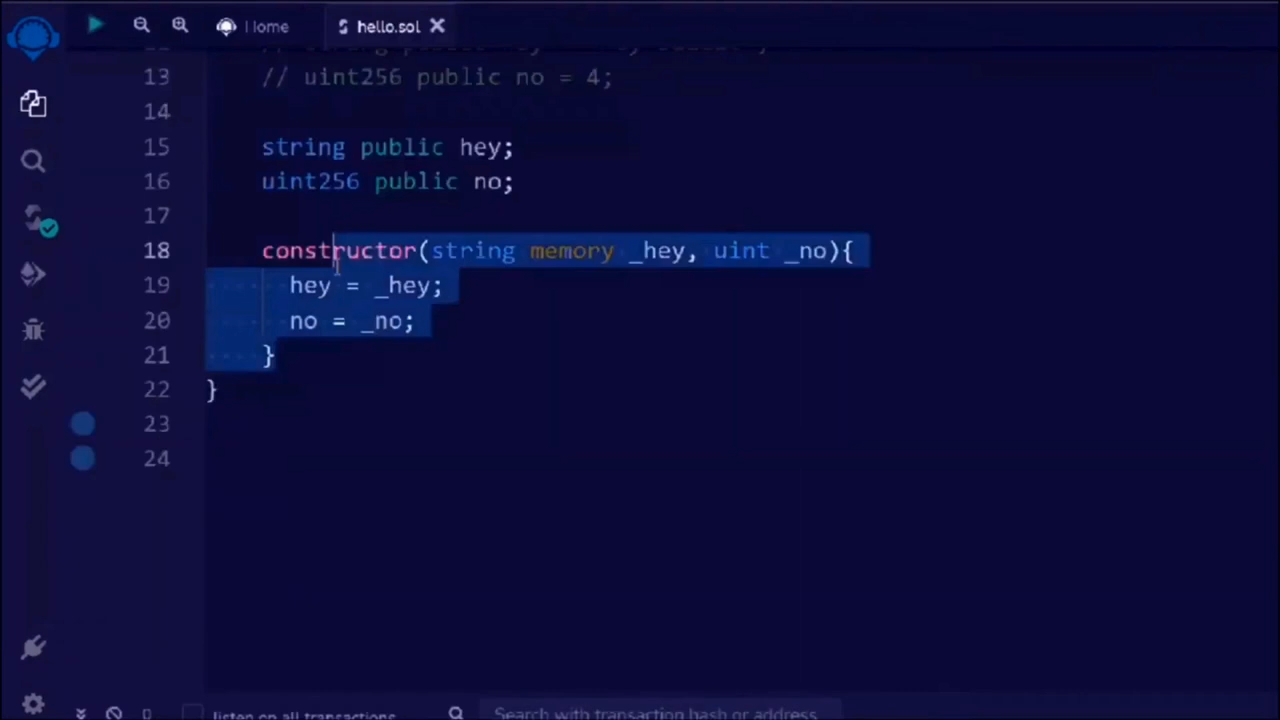 Home
hello.sol
13 // uint256 public no = 4;
14
15 string public hey;
16 uint256 public no;
17
18 constructor(string memory _hey, uint _no){
19 hey = _hey;
20 no = _no;
21 }
22 }
23
24
0
listen on all transactions
Search with transaction hash or address